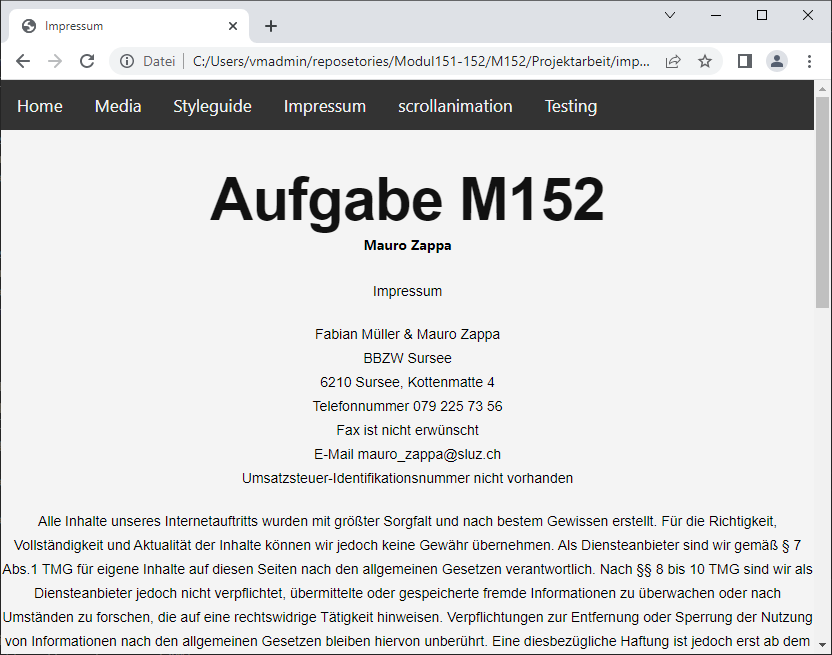 Impressum
Datei
C:/Users/vmadmin/reposetories/Modul151-152/M152/Projektarbeit/imp...
Home Media Styleguide Impressum scrollanimation Testing
Aufgabe M152
Mauro Zappa
Impressum
Fabian Müller & Mauro Zappa
BBZW Sursee
6210 Sursee, Kottenmatte 4
Telefonnummer 079 225 73 56
Fax ist nicht erwünscht
E-Mail mauro_zappa@sluz.ch
Umsatzsteuer-Identifikationsnummer nicht vorhanden
Alle Inhalte unseres Internetauftritts wurden mit größter Sorgfalt und nach bestem Gewissen erstellt. Für die Richtigkeit,
Vollständigkeit und Aktualität der Inhalte können wir jedoch keine Gewähr übernehmen. Als Diensteanbieter sind wir gemäß § 7
Abs.1 TMG für eigene Inhalte auf diesen Seiten nach den allgemeinen Gesetzen verantwortlich. Nach §§ 8 bis 10 TMG sind wir als
Diensteanbieter jedoch nicht verpflichtet, übermittelte oder gespeicherte fremde Informationen zu überwachen oder nach
Umständen zu forschen, die auf eine rechtswidrige Tätigkeit hinweisen. Verpflichtungen zur Entfernung oder Sperrung der Nutzung
von Informationen nach den allgemeinen Gesetzen bleiben hiervon unberührt. Eine diesbezügliche Haftung ist jedoch erst ab dem